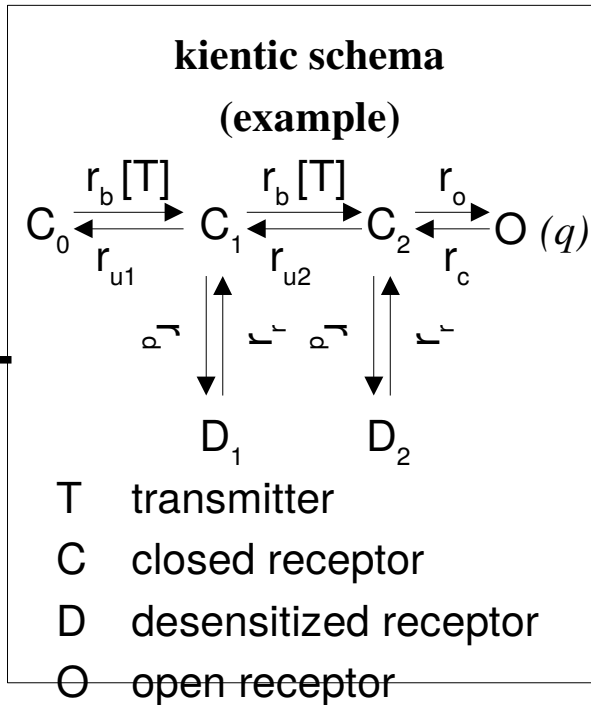 kientic schema
(example)
r_b [T] r_b [T] r_o
C_0 C_1 C_2 O (q)
r_u1 r_u2 r_c
r_d r_r r_d r_r
D_1 D_2
T transmitter
C closed receptor
D desensitized receptor
O open receptor